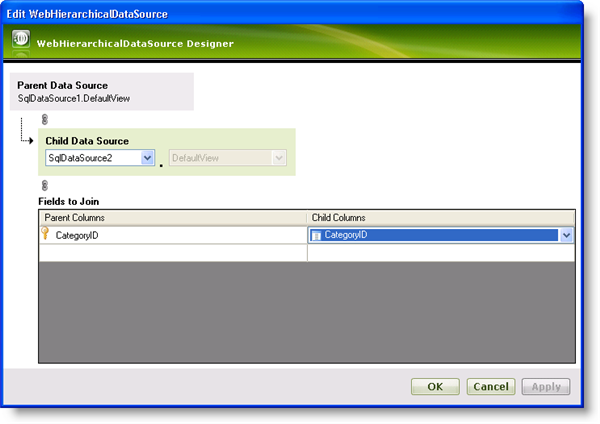 Edit WebHierarchicalDataSource
WebHierarchicalDataSource Designer
Parent Data Source
SqlDataSource1.DefaultView
Child Data Source
SqlDataSource2 . DefaultView
Fields to Join
Parent Columns Child Columns
CategoryID CategoryID
OK Cancel Apply